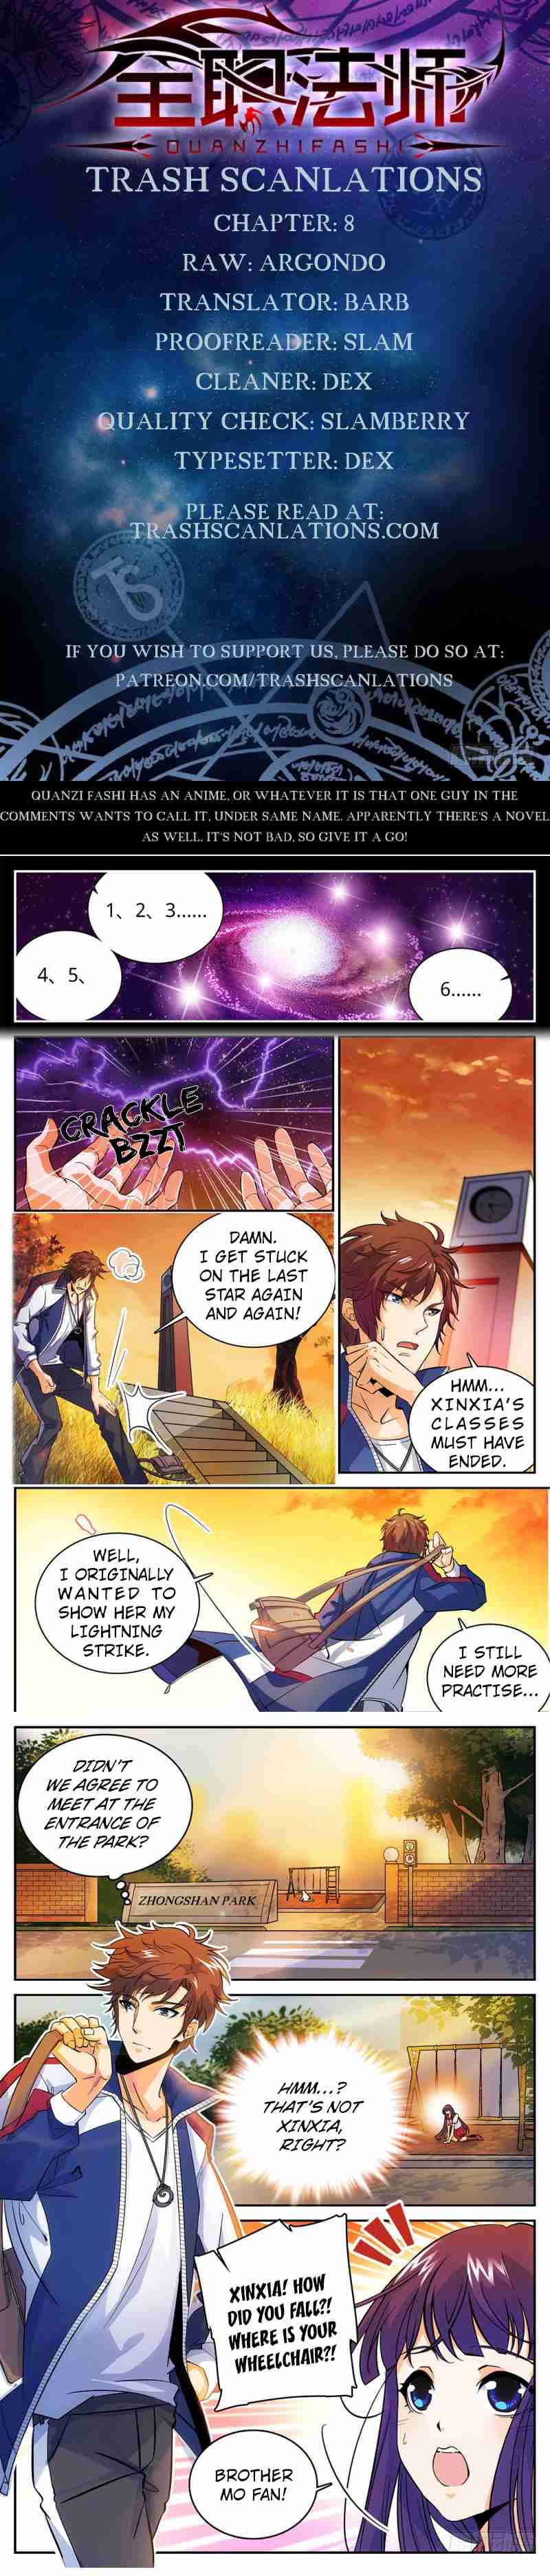 全职法师
QUANZHIFASHI
TRASH SCANLATIONS
CHAPTER: 8
RAW: ARGONDO
TRANSLATOR: BARB
PROOFREADER: SLAM
CLEANER: DEX
QUALITY CHECK: SLAMBERRY
TYPESETTER: DEX
PLEASE READ AT:
TRASHSCANLATIONS.COM
TS
IF YOU WISH TO SUPPORT US, PLEASE DO SO AT:
PATREON.COM/TRASHSCANLATIONS
QUANZI FASHI HAS AN ANIME, OR WHATEVER IT IS THAT ONE GUY IN THE
COMMENTS WANTS TO CALL IT, UNDER SAME NAME. APPARENTLY THERE'S A NOVEL
AS WELL. IT'S NOT BAD, SO GIVE IT A GO!
1、2、3......
4、5、
6......
CRACKLE
BZZT
DAMN.
I GET STUCK
ON THE LAST
STAR AGAIN
AND AGAIN!
HMM...
XINXIA'S
CLASSES
MUST HAVE
ENDED.
WELL,
I ORIGINALLY
WANTED TO
SHOW HER MY
LIGHTNING
STRIKE.
I STILL
NEED MORE
PRACTISE...
DIDN'T
WE AGREE TO
MEET AT THE
ENTRANCE OF
THE PARK?
ZHONGSHAN PARK
HMM...?
THAT'S NOT
XINXIA,
RIGHT?
XINXIA! HOW
DID YOU FALL?!
WHERE IS YOUR
WHEELCHAIR?!
BROTHER
MO FAN!